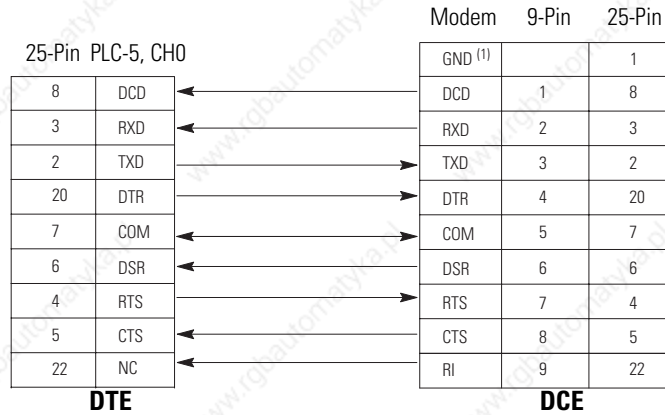 Modem 9-Pin 25-Pin
25-Pin PLC-5, CH0
GND (1) 1
8 DCD DCD 1 8
3 RXD RXD 2 3
2 TXD TXD 3 2
20 DTR DTR 4 20
7 COM COM 5 7
6 DSR DSR 6 6
4 RTS RTS 7 4
5 CTS CTS 8 5
22 NC RI 9 22
DTE DCE
www.rgbautomatyka.pl